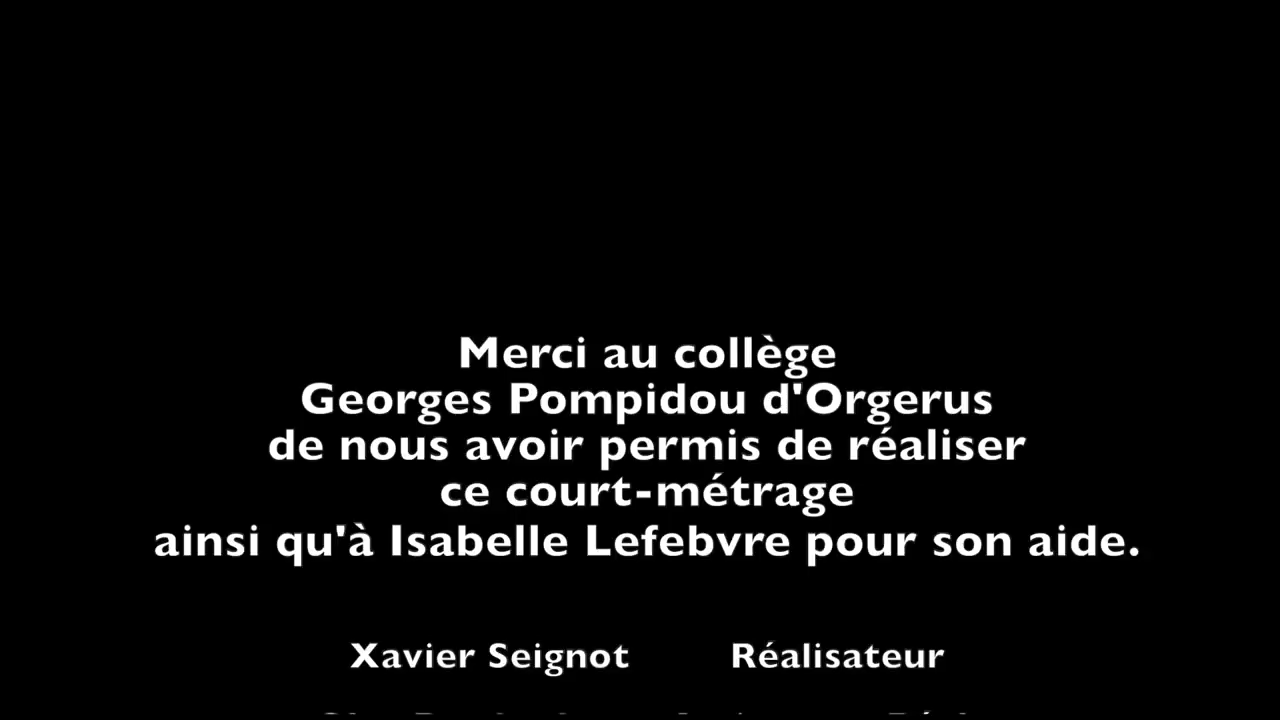 Merci au collège
Georges Pompidou d'Orgerus
de nous avoir permis de réaliser
ce court-métrage
ainsi qu'à Isabelle Lefebvre pour son aide.
Xavier Seignot Réalisateur